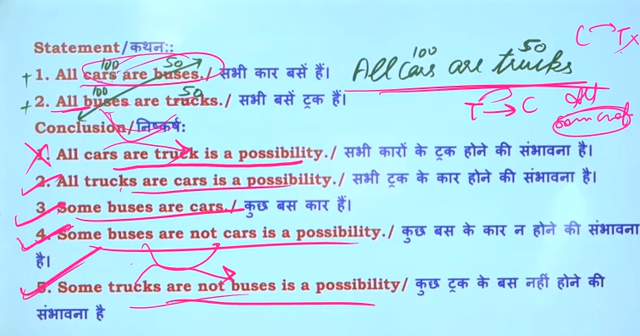 Statement/कथन::
+1. All cars are buses./ सभी कार बसें हैं।
100 50
All cars are trucks
100 50
C → T
+2. All buses are trucks./ सभी बसें ट्रक हैं।
100 50
T → C
Conclusion/निष्कर्ष:
1. All cars are truck is a possibility./ सभी कारों के ट्रक होने की संभावना है।
2. All trucks are cars is a possibility./ सभी ट्रक के कार होने की संभावना है।
3. Some buses are cars./ कुछ बस कार हैं।
4. Some buses are not cars is a possibility./ कुछ बस के कार न होने की संभावना
है।
5. Some trucks are not buses is a possibility/ कुछ ट्रक के बस नहीं होने की
संभावना है